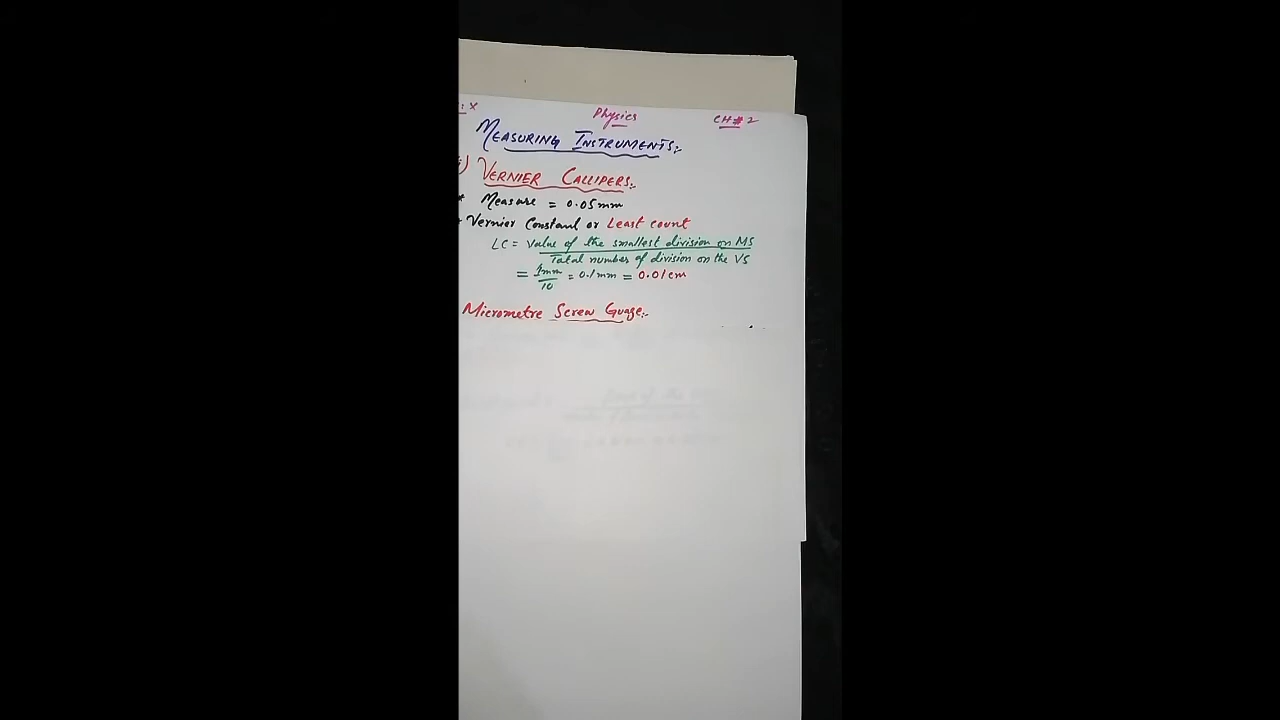 : X Physics CH # 2
MEASURING INSTRUMENTS:-
) VERNIER CALLIPERS:-
* Measure = 0.05mm
* Vernier Constant or Least count
LC = Value of the smallest division on MS
Total number of division on the VS
= 1mm/10 = 0.1mm = 0.01cm
Micrometre Screw Guage:-